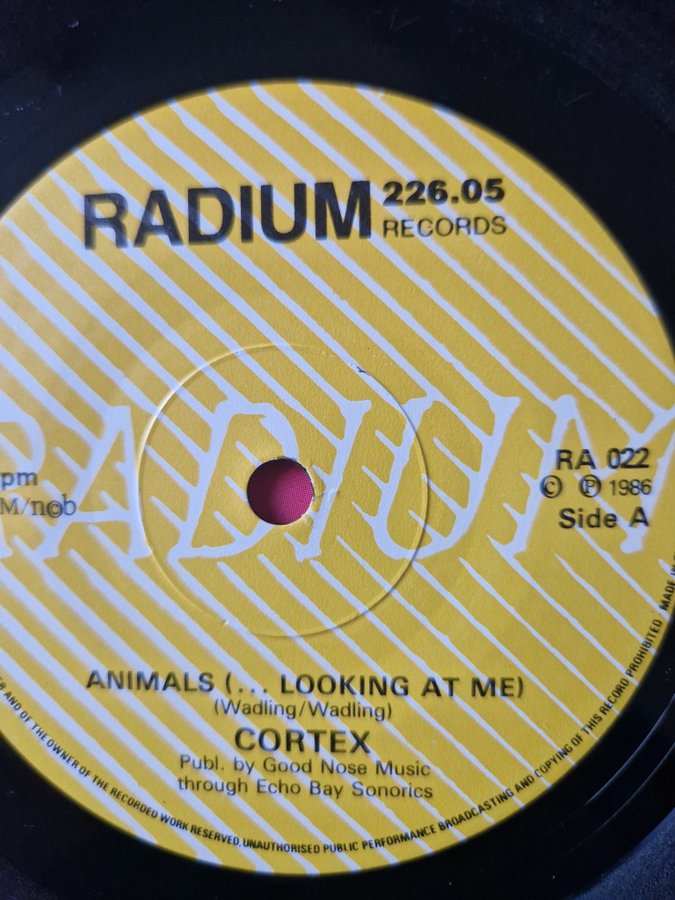 RADIUM 226.05
RECORDS
RADIUM
pm
M/n©b
RA 022
© ℗ 1986
Side A
ANIMALS (... LOOKING AT ME)
(Wadling/Wadling)
CORTEX
Publ. by Good Nose Music
through Echo Bay Sonorics
ER AND OF THE OWNER OF THE RECORDED WORK RESERVED. UNAUTHORISED PUBLIC PERFORMANCE BROADCASTING AND COPYING OF THIS RECORD PROHIBITED MADE IN